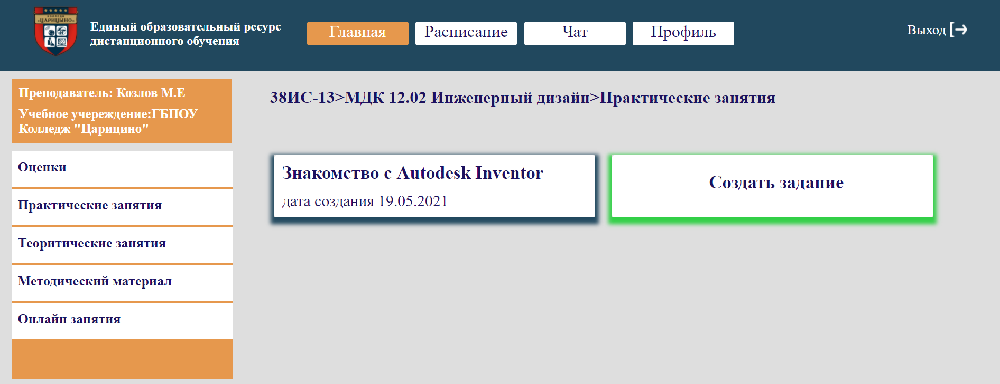 КОЛЛЕДЖ
«ЦАРИЦЫНО»
Единый образовательный ресурс
дистанционного обучения
Главная
Расписание
Чат
Профиль
Выход
Преподаватель: Козлов М.Е
Учебное учереждение:ГБПОУ
Колледж "Царицино"
Оценки
Практические занятия
Теоритические занятия
Методический материал
Онлайн занятия
38ИС-13>МДК 12.02 Инженерный дизайн>Практические занятия
Знакомство с Autodesk Inventor
дата создания 19.05.2021
Создать задание